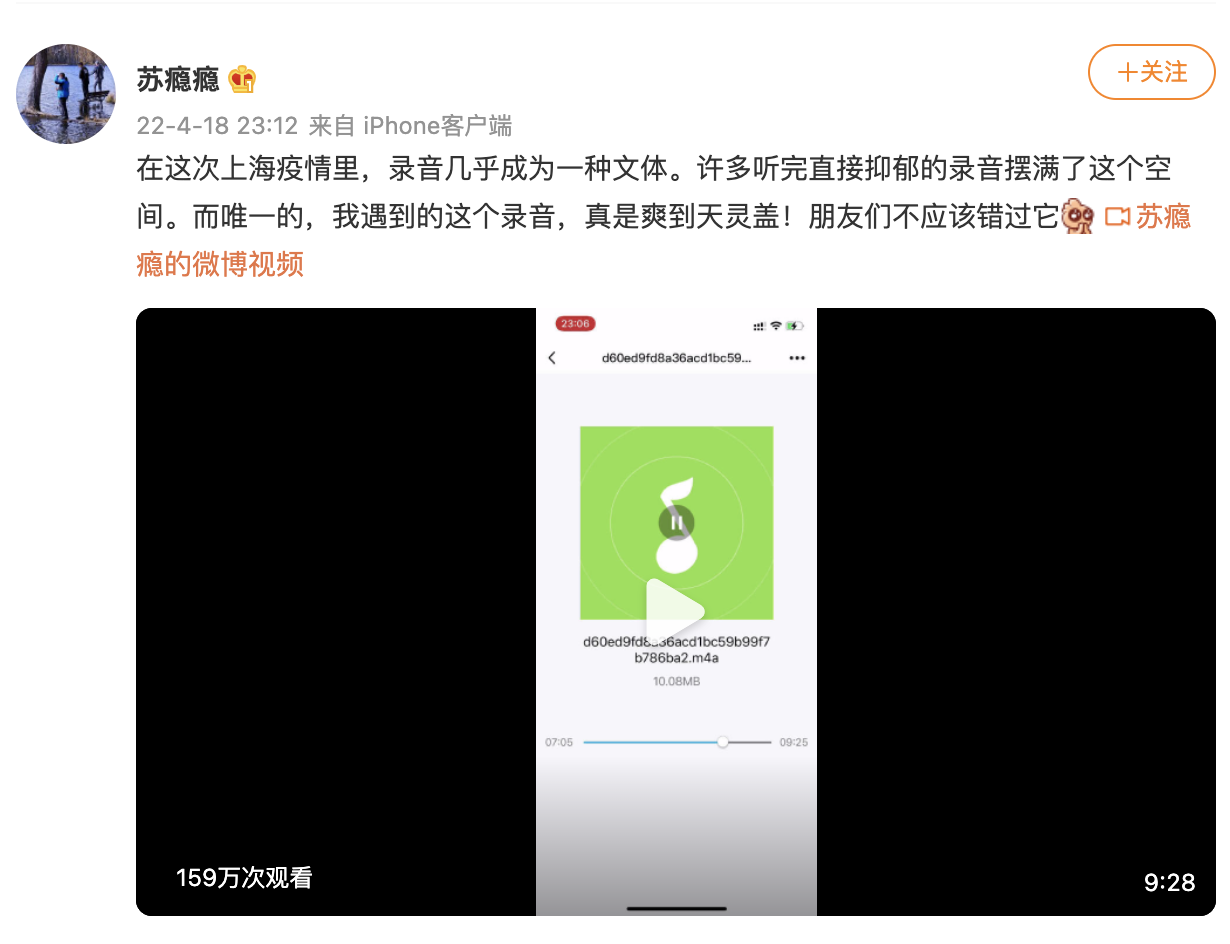 苏瘾瘾
+关注
22-4-18 23:12 来自 iPhone客户端
在这次上海疫情里，录音几乎成为一种文体。许多听完直接抑郁的录音摆满了这个空
间。而唯一的，我遇到的这个录音，真是爽到天灵盖！朋友们不应该错过它 苏瘾
瘾的微博视频
23:06
d60ed9fd8a36acd1bc59...
d60ed9fd8a36acd1bc59b99f7
b786ba2.m4a
10.08MB
07:05 09:25
159万次观看
9:28